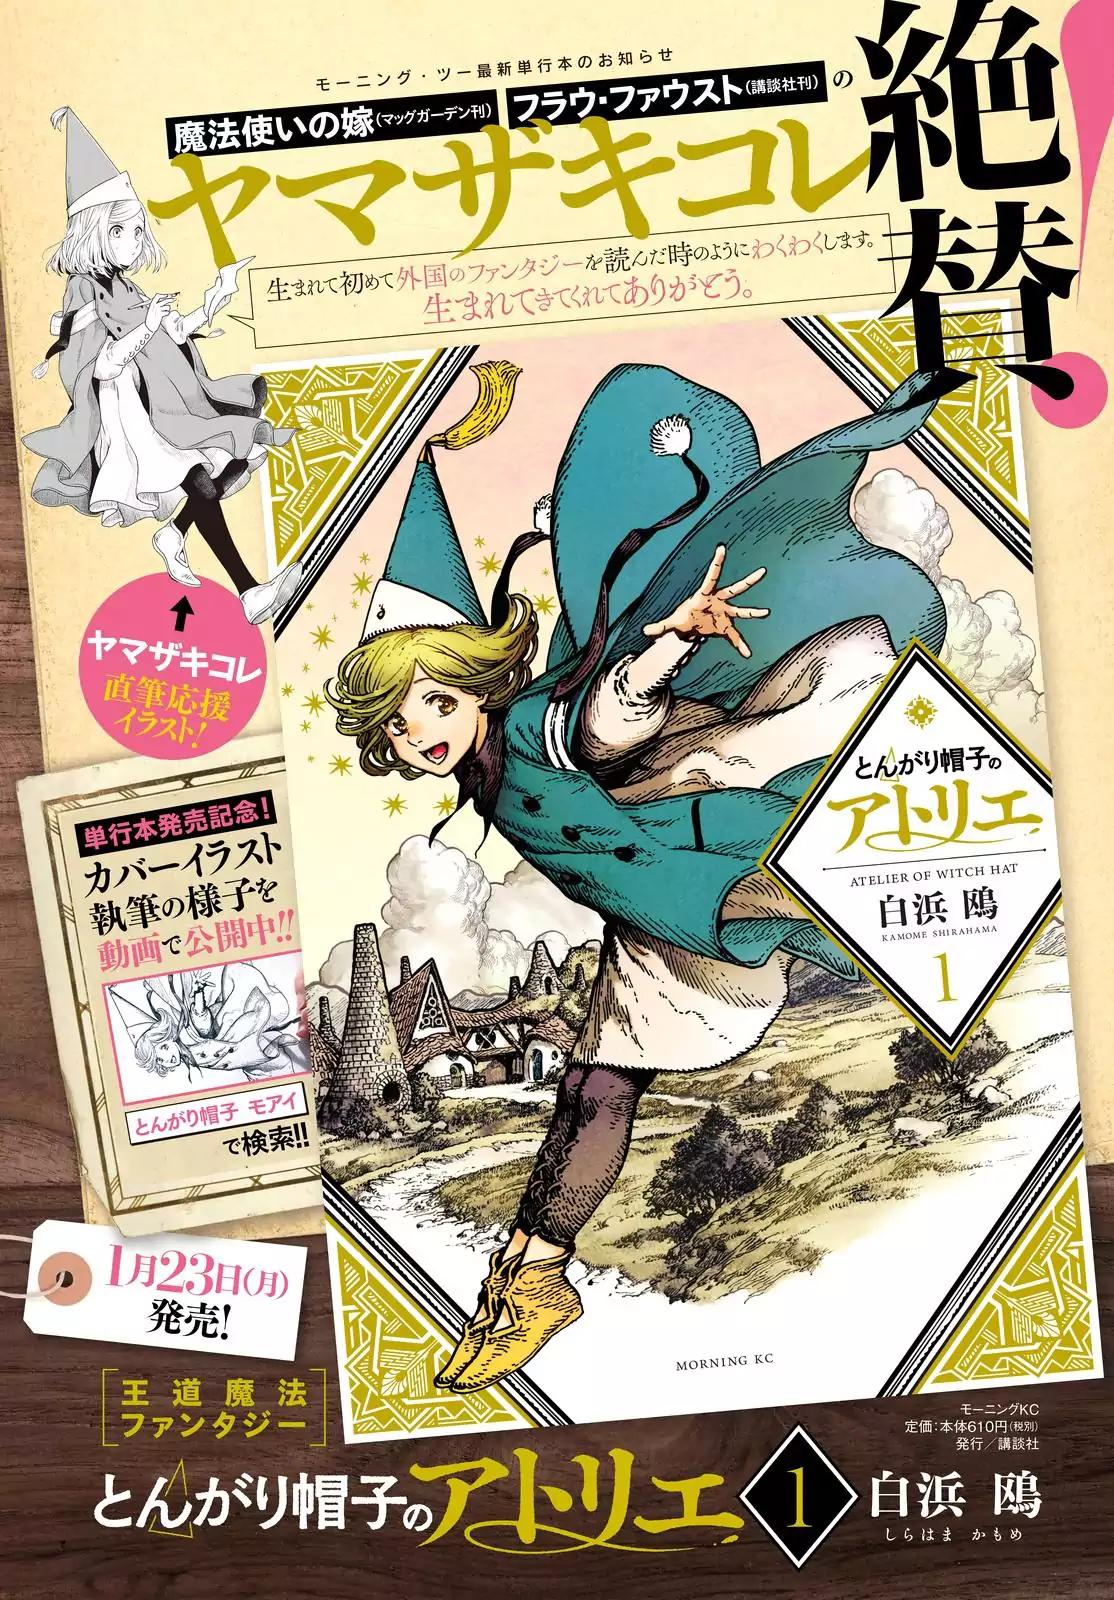 モーニング・ツー最新単行本のお知らせ
魔法使いの嫁(マッグガーデン刊) フラウ・ファウスト(講談社刊)の
ヤマザキコレ
絶賛!
生まれて初めて外国のファンタジーを読んだ時のようにわくわくします。
生まれてきてくれてありがとう。
ヤマザキコレ
直筆応援
イラスト!
単行本発売記念!
カバーイラスト
執筆の様子を
動画で公開中!!
とんがり帽子 モアイ
で検索!!
とんがり帽子の
アトリエ
ATELIER OF WITCH HAT
白浜 鴎
KAMOME SHIRAHAMA
1
MORNING KC
1月23日(月)
発売!
王道魔法
ファンタジー
モーニングKC
定価:本体610円(税別)
発行/講談社
とんがり帽子のアトリエ 1 白浜 鴎
しらはま かもめ